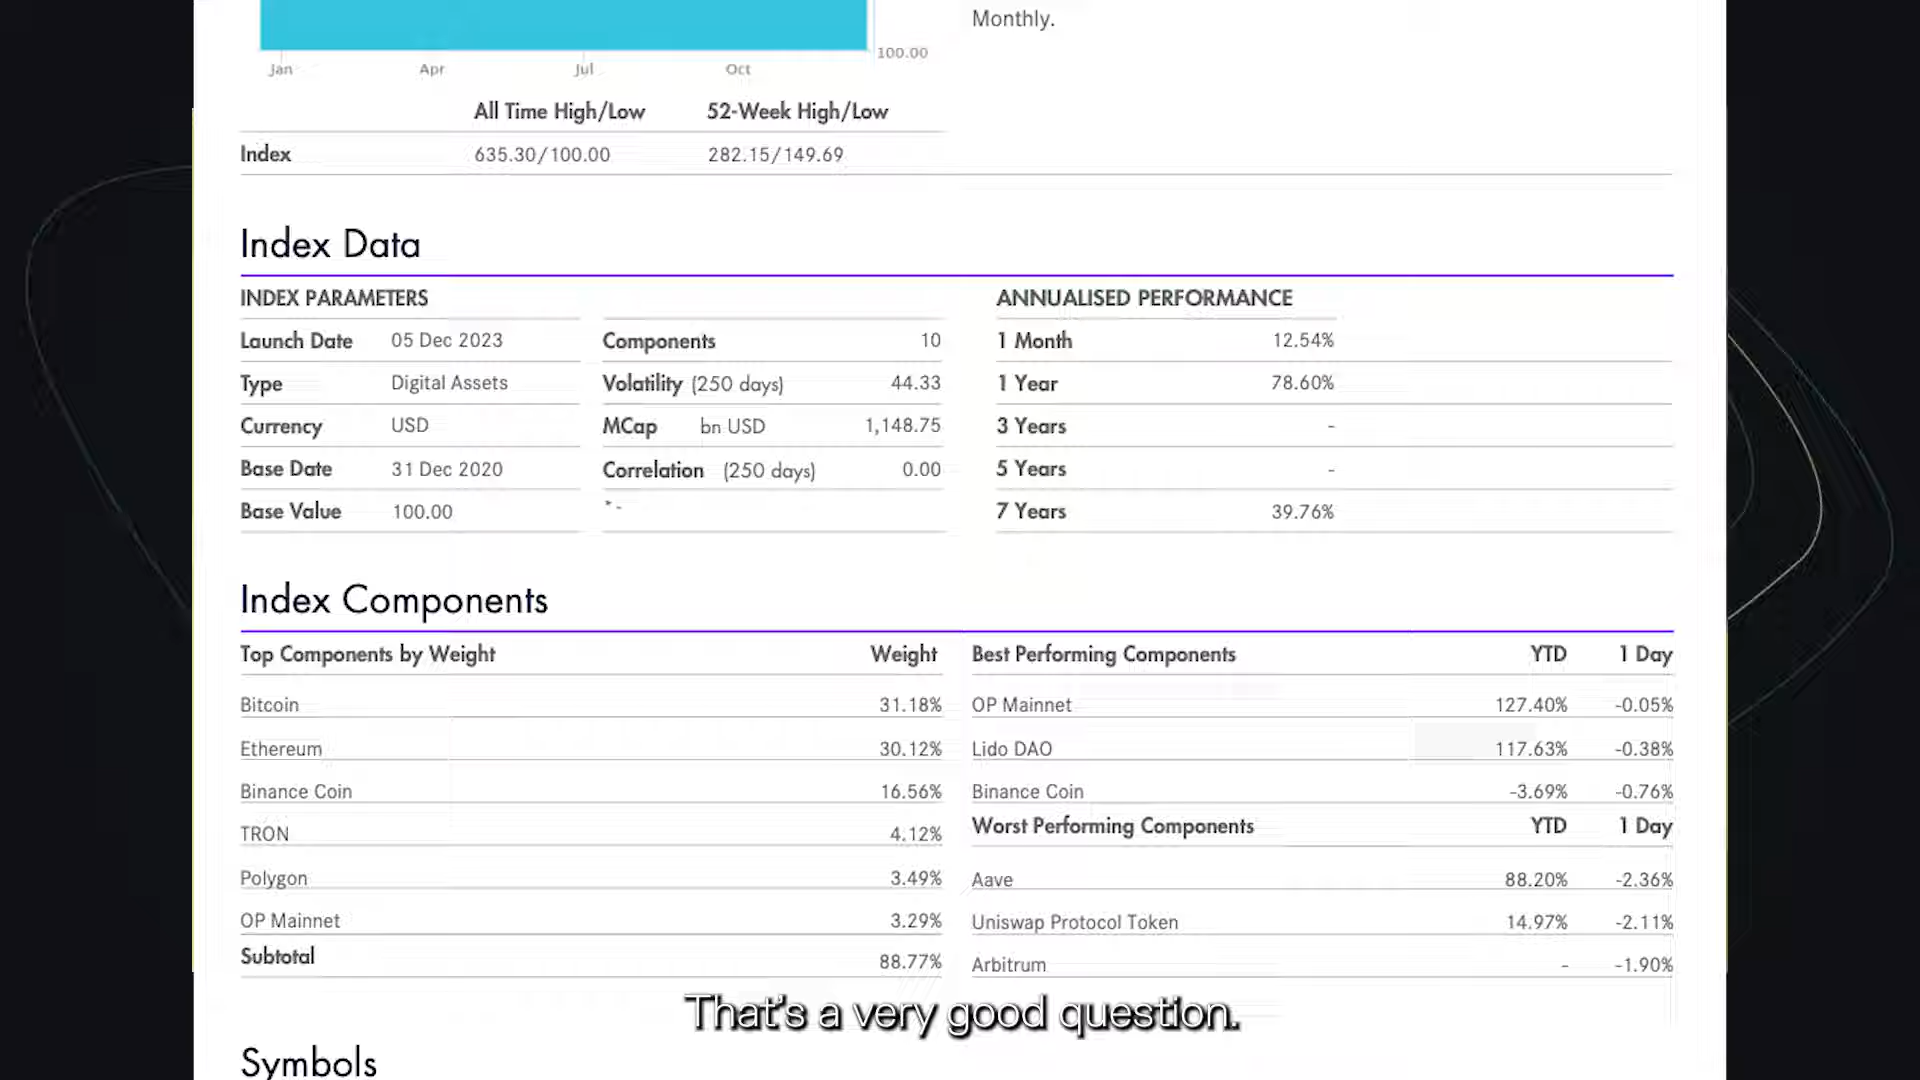 Monthly.
100.00
Jan Apr Jul Oct
All Time High/Low 52-Week High/Low
Index 635.30/100.00 282.15/149.69
Index Data
INDEX PARAMETERS ANNUALISED PERFORMANCE
Launch Date 05 Dec 2023 Components 10 1 Month 12.54%
Type Digital Assets Volatility (250 days) 44.33 1 Year 78.60%
Currency USD MCap bn USD 1,148.75 3 Years -
Base Date 31 Dec 2020 Correlation (250 days) 0.00 5 Years -
Base Value 100.00 * - 7 Years 39.76%
Index Components
Top Components by Weight Weight Best Performing Components YTD 1 Day
Bitcoin 31.18% OP Mainnet 127.40% -0.05%
Ethereum 30.12% Lido DAO 117.63% -0.38%
Binance Coin 16.56% Binance Coin -3.69% -0.76%
TRON 4.12% Worst Performing Components YTD 1 Day
Polygon 3.49% Aave 88.20% -2.36%
OP Mainnet 3.29% Uniswap Protocol Token 14.97% -2.11%
Subtotal 88.77% Arbitrum - -1.90%
That's a very good question.
Symbols